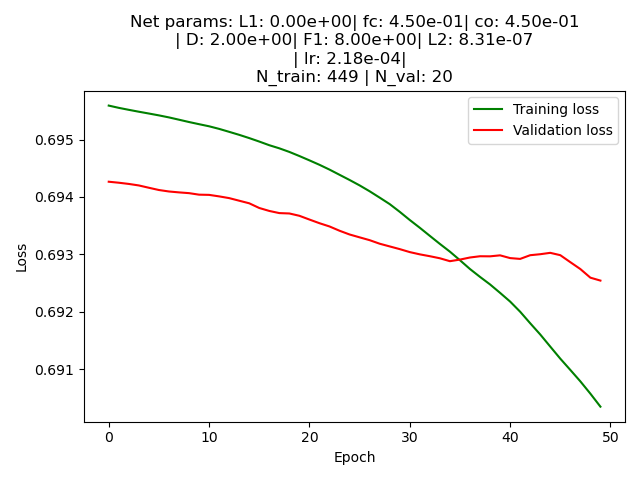 Net params: L1: 0.00e+00| fc: 4.50e-01| co: 4.50e-01
| D: 2.00e+00| F1: 8.00e+00| L2: 8.31e-07
| lr: 2.18e-04|
N_train: 449 | N_val: 20
Training loss
Validation loss
0.695
0.694
0.693
0.692
0.691
Loss
0 10 20 30 40 50
Epoch